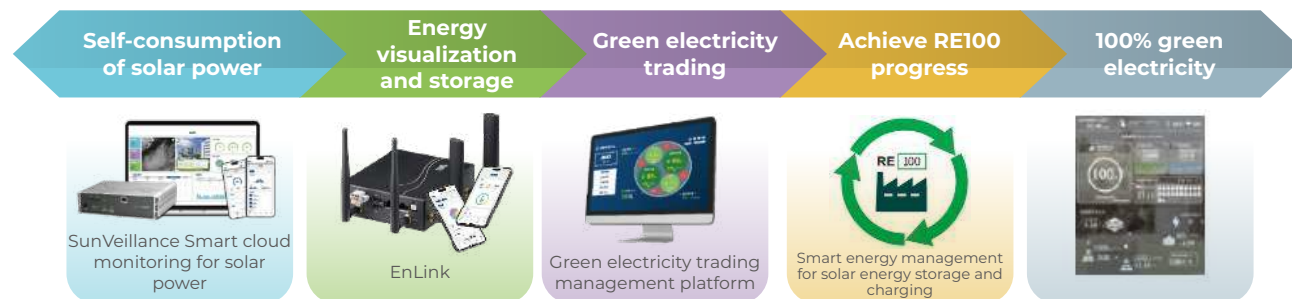 Self-consumption
of solar power
Energy
visualization
and storage
Green electricity
trading
Achieve RE100
progress
100% green
electricity
RE 100
100
SunVeillance Smart cloud
monitoring for solar
power
EnLink
Green electricity trading
management platform
Smart energy management
for solar energy storage and
charging